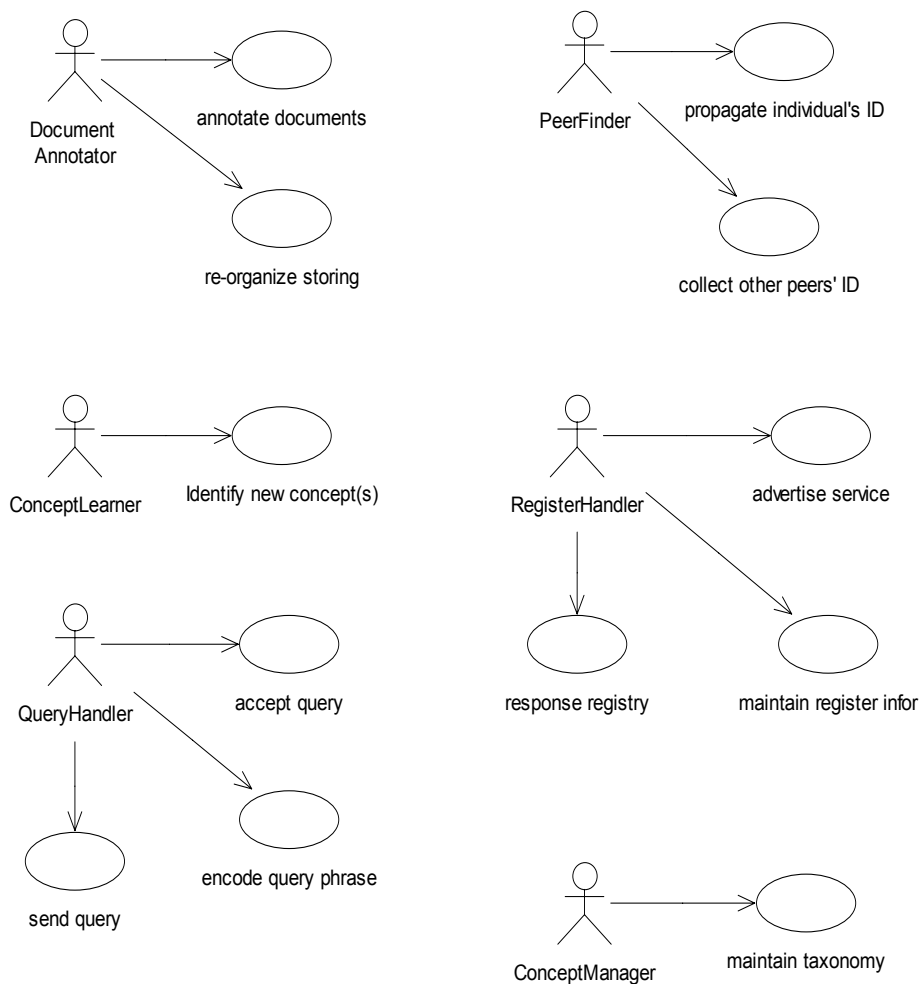 annotate documents
Document
Annotator
re-organize storing
propagate individual's ID
PeerFinder
collect other peers' ID
ConceptLearner
Identify new concept(s)
RegisterHandler
advertise service
response registry
maintain register infor
QueryHandler
accept query
encode query phrase
send query
ConceptManager
maintain taxonomy